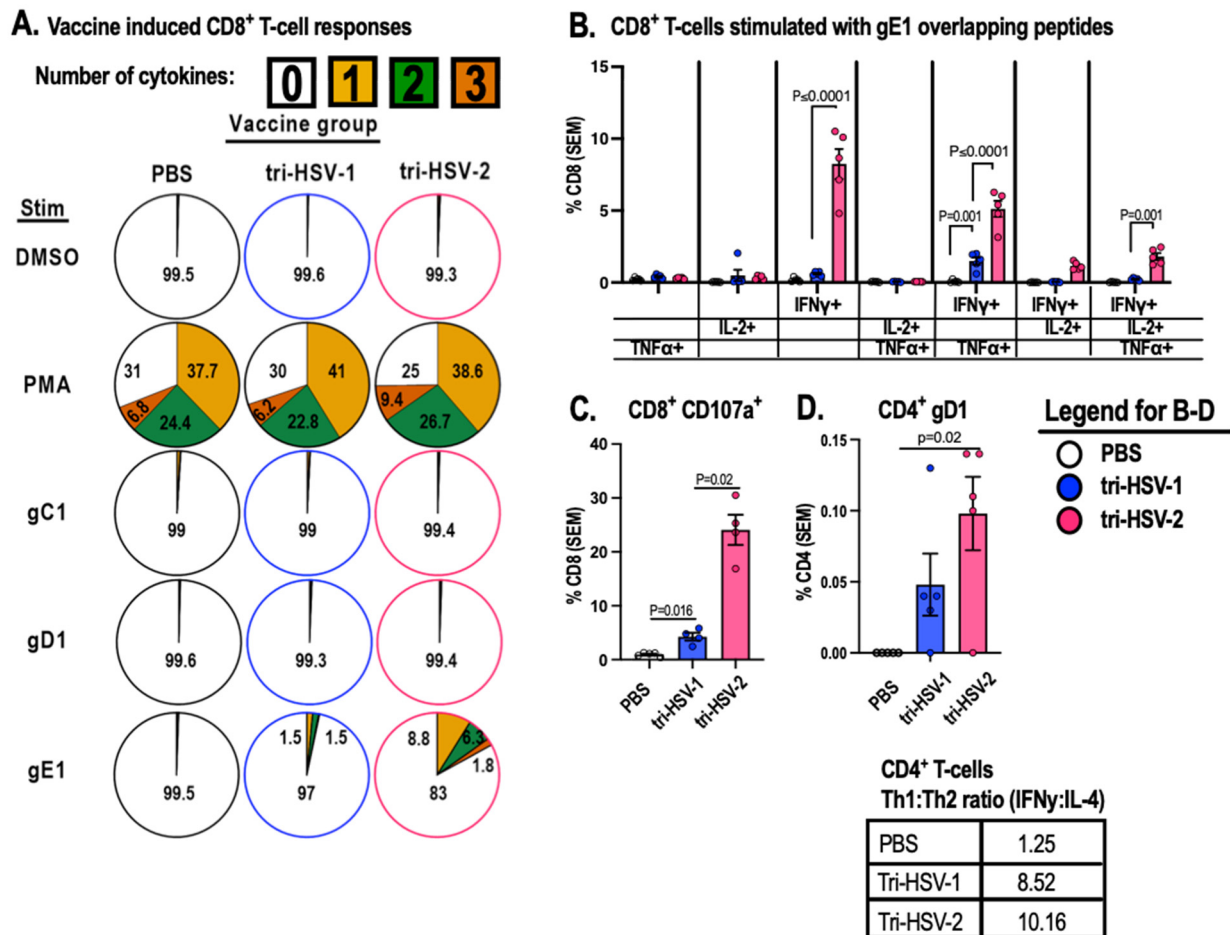 A. Vaccine induced CD8⁺ T-cell responses
Number of cytokines: 0 1 2 3
Vaccine group
PBS tri-HSV-1 tri-HSV-2
Stim
DMSO
99.5 99.6 99.3
PMA
31 37.7 6.8 24.4
30 41 6.2 22.8
25 38.6 9.4 26.7
gC1
99 99 99.4
gD1
99.6 99.3 99.4
gE1
99.5
1.5 1.5 97
8.8 6.3 1.8 83
B. CD8⁺ T-cells stimulated with gE1 overlapping peptides
% CD8 (SEM)
15
10
5
0
P≤0.0001
P=0.001
P≤0.0001
P=0.001
IFNγ+ IFNγ+ IFNγ+ IFNγ+
IL-2+ IL-2+ IL-2+ IL-2+
TNFα+ TNFα+ TNFα+ TNFα+
C. CD8⁺ CD107a⁺
% CD8 (SEM)
40
30
20
10
0
P=0.02
P=0.016
PBS
tri-HSV-1
tri-HSV-2
D. CD4⁺ gD1
% CD4 (SEM)
0.15
0.10
0.05
0.00
p=0.02
PBS
tri-HSV-1
tri-HSV-2
Legend for B-D
PBS
tri-HSV-1
tri-HSV-2
CD4⁺ T-cells
Th1:Th2 ratio (IFNy:IL-4)
PBS 1.25
Tri-HSV-1 8.52
Tri-HSV-2 10.16